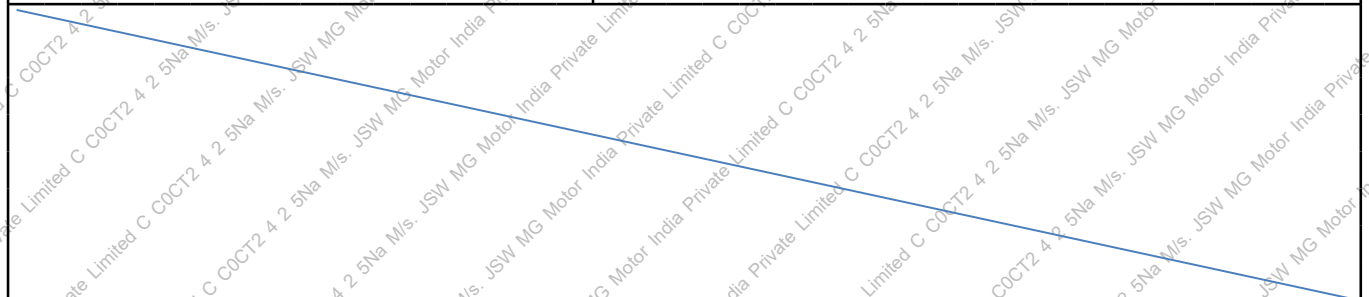 C C0CT2 4 2 5Na M/s. JSW MG Motor India Private Limited C C0CT2 4 2 5Na M/s. JSW MG Motor India Private Limited